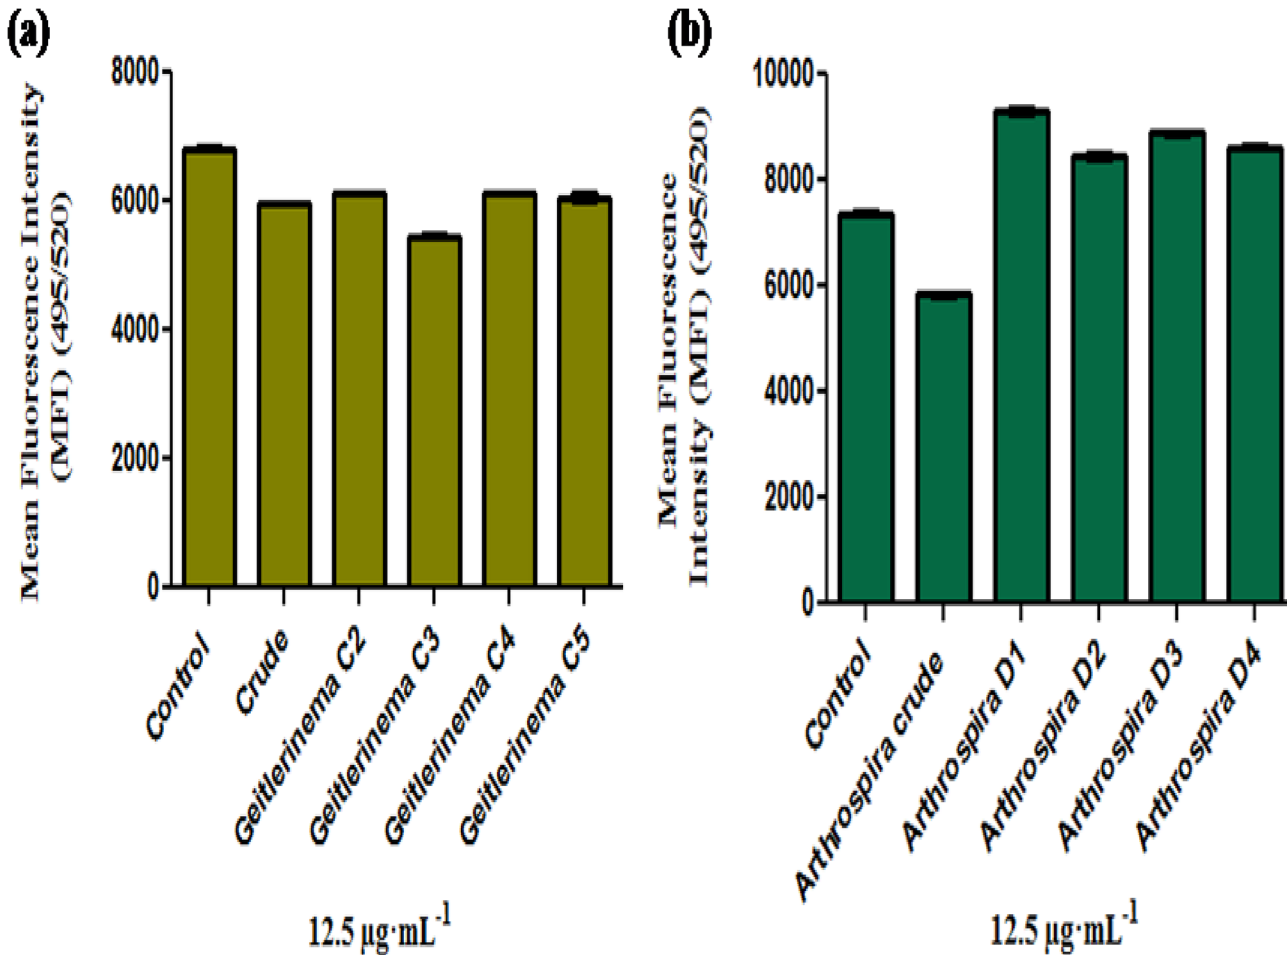 (a)
Mean Fluorescence Intensity
(MFI) (495/520)
8000
6000
4000
2000
0
Control
Crude
Geitlerinema C2
Geitlerinema C3
Geitlerinema C4
Geitlerinema C5
12.5 µg·mL⁻¹
(b)
Mean Fluorescence
Intensity (MFI) (495/520)
10000
8000
6000
4000
2000
0
Control
Arthrospira crude
Arthrospira D1
Arthrospira D2
Arthrospira D3
Arthrospira D4
12.5 µg·mL⁻¹